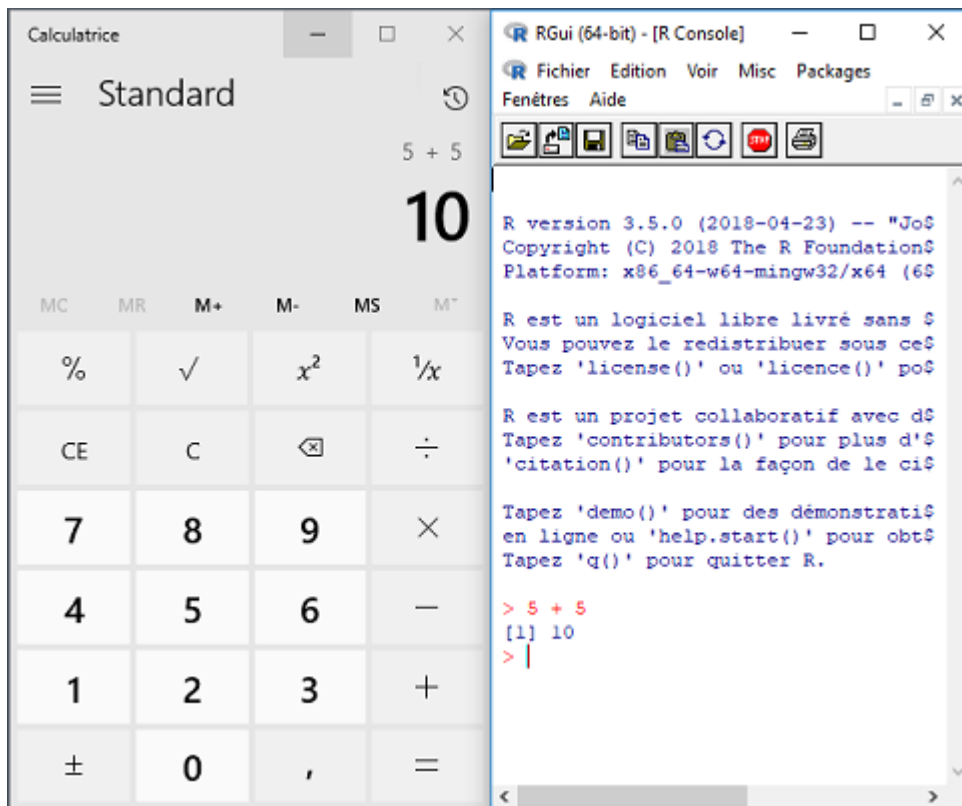 Calculatrice
Standard
5 + 5
10
MC MR M+ M- MS M˅
% √ x² ¹/x
CE C ÷
7 8 9 ×
4 5 6 −
1 2 3 +
± 0 , =
RGui (64-bit) - [R Console]
Fichier Edition Voir Misc Packages
Fenêtres Aide
STOP
R version 3.5.0 (2018-04-23) -- "Jo$
Copyright (C) 2018 The R Foundation$
Platform: x86_64-w64-mingw32/x64 (6$
R est un logiciel libre livré sans $
Vous pouvez le redistribuer sous ce$
Tapez 'license()' ou 'licence()' po$
R est un projet collaboratif avec d$
Tapez 'contributors()' pour plus d'$
'citation()' pour la façon de le ci$
Tapez 'demo()' pour des démonstrati$
en ligne ou 'help.start()' pour obt$
Tapez 'q()' pour quitter R.
> 5 + 5
[1] 10
>